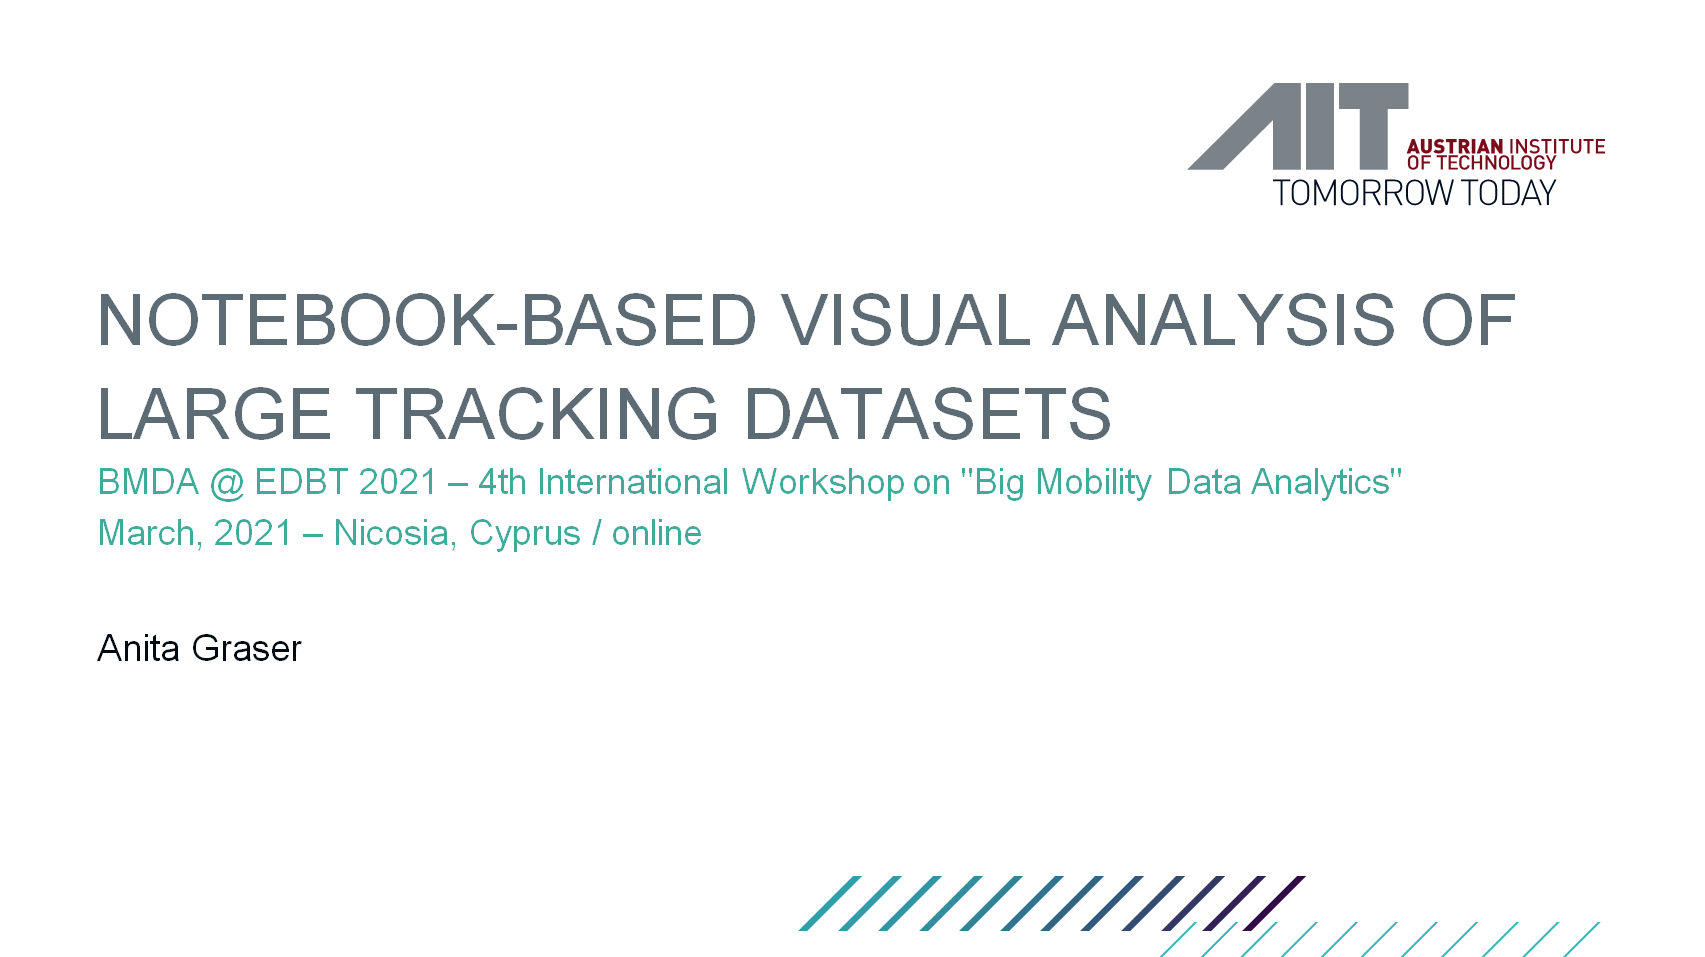 AIT
AUSTRIAN INSTITUTE
OF TECHNOLOGY
TOMORROW TODAY
NOTEBOOK-BASED VISUAL ANALYSIS OF
LARGE TRACKING DATASETS
BMDA @ EDBT 2021 – 4th International Workshop on "Big Mobility Data Analytics"
March, 2021 – Nicosia, Cyprus / online
Anita Graser